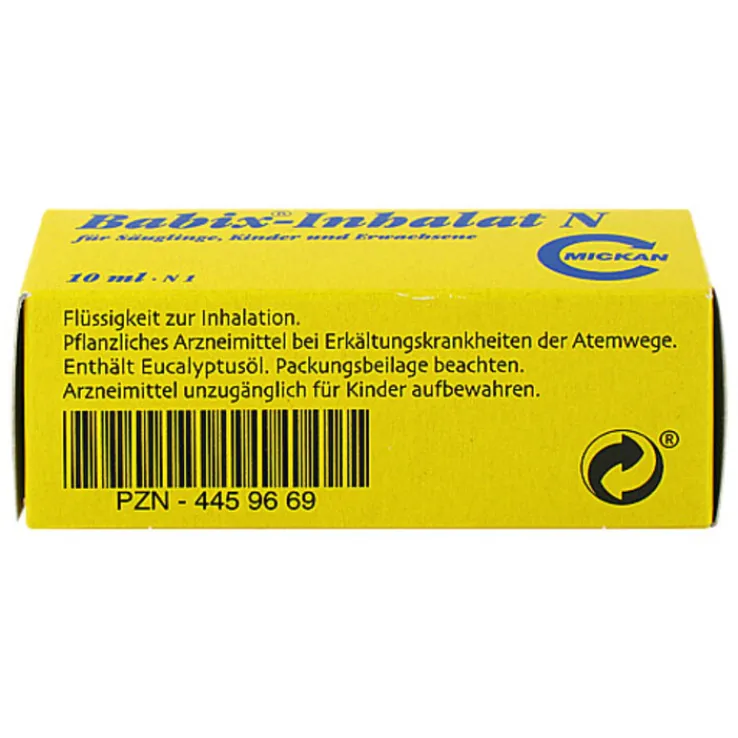 Babix®-Inhalat N
für Säuglinge, Kinder und Erwachsene
10 ml · N 1
MICKAN
Flüssigkeit zur Inhalation.
Pflanzliches Arzneimittel bei Erkältungskrankheiten der Atemwege.
Enthält Eucalyptusöl. Packungsbeilage beachten.
Arzneimittel unzugänglich für Kinder aufbewahren.
PZN - 445 96 69
®